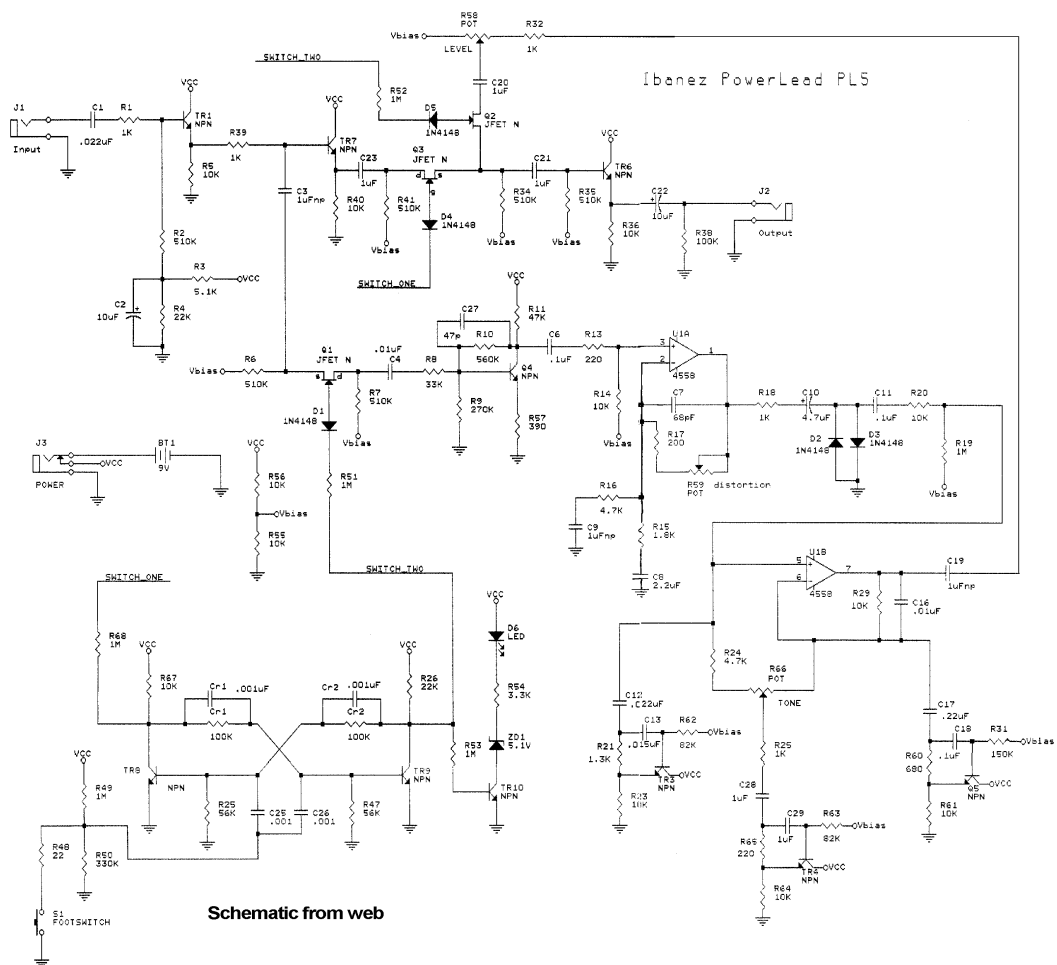 Ibanez PowerLead PL5
Vbias
R58
POT
LEVEL
R32
1K
SWITCH_TWO
R52
1M
D5
1N4148
C20
1uF
Q2
JFET N
J1
Input
C1
.022uF
R1
1K
VCC
TR1
NPN
R5
10K
R39
1K
VCC
TR7
NPN
C23
1uF
Q3
JFET N
d
s
g
C21
1uF
VCC
TR6
NPN
C22
10uF
J2
Output
C3
1uFnp
R40
10K
R41
510K
Vbias
D4
1N4148
R34
510K
Vbias
R35
510K
Vbias
R36
10K
R38
100K
R2
510K
R3
5.1K
VCC
C2
10uF
R4
22K
SWITCH_ONE
VCC
R11
47K
C27
47p
R10
560K
C6
.1uF
R13
220
U1A
3
2
1
4558
Vbias
R6
510K
Q1
JFET N
s
d
.01uF
C4
R8
33K
Q4
NPN
R7
510K
Vbias
R9
270K
R57
390
R14
10K
Vbias
C7
68pF
R17
200
R59
POT
distortion
R18
1K
C10
4.7uF
C11
.1uF
R20
10K
D2
1N4148
D3
1N4148
R19
1M
Vbias
D1
1N4148
R51
1M
J3
POWER
VCC
BT1
9V
VCC
R56
10K
Vbias
R55
10K
R16
4.7K
C9
1uFnp
R15
1.8K
C8
2.2uF
U1B
5
6
7
4558
C19
1uFnp
R29
10K
C16
.01uF
SWITCH_ONE
SWITCH_TWO
R68
1M
VCC
R67
10K
Cr1
.001uF
Cr1
100K
Cr2
.001uF
Cr2
100K
VCC
R26
22K
VCC
D6
LED
R54
3.3K
ZD1
5.1V
R53
1M
TR10
NPN
TR8
NPN
TR9
NPN
R25
56K
C25
.001
C26
.001
R47
56K
R49
1M
R48
22
R50
330K
S1
FOOTSWITCH
R24
4.7K
R66
POT
TONE
C12
.022uF
C13
.015uF
R62
82K
Vbias
R21
1.3K
TR3
NPN
VCC
R23
R25
1K
C28
1uF
C29
1uF
R63
82K
Vbias
R65
220
TR4
NPN
VCC
R64
10K
C17
.22uF
C18
.1uF
R31
150K
Vbias
R60
680
Q5
NPN
VCC
R61
10K
Schematic from web